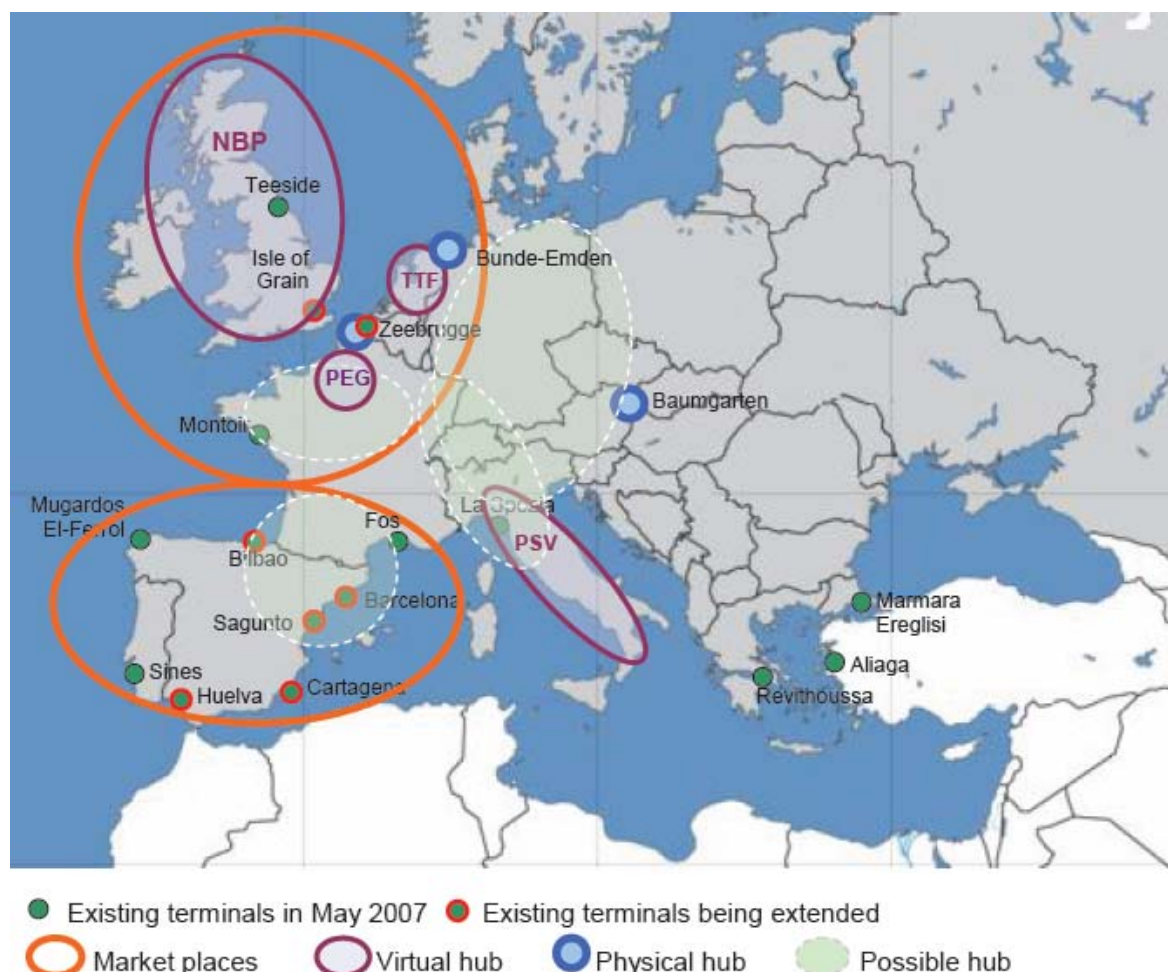 NBP
Teeside
Isle of
Grain
TTF
Bunde-Emden
Zeebrugge
PEG
Montoir
Baumgarten
Mugardos
El-Ferrol
Fos
La Spezia
PSV
Bilbao
Barcelona
Sagunto
Marmara
Ereglisi
Sines
Huelva
Cartagena
Aliaga
Revithoussa
Existing terminals in May 2007 Existing terminals being extended
Market places Virtual hub Physical hub Possible hub